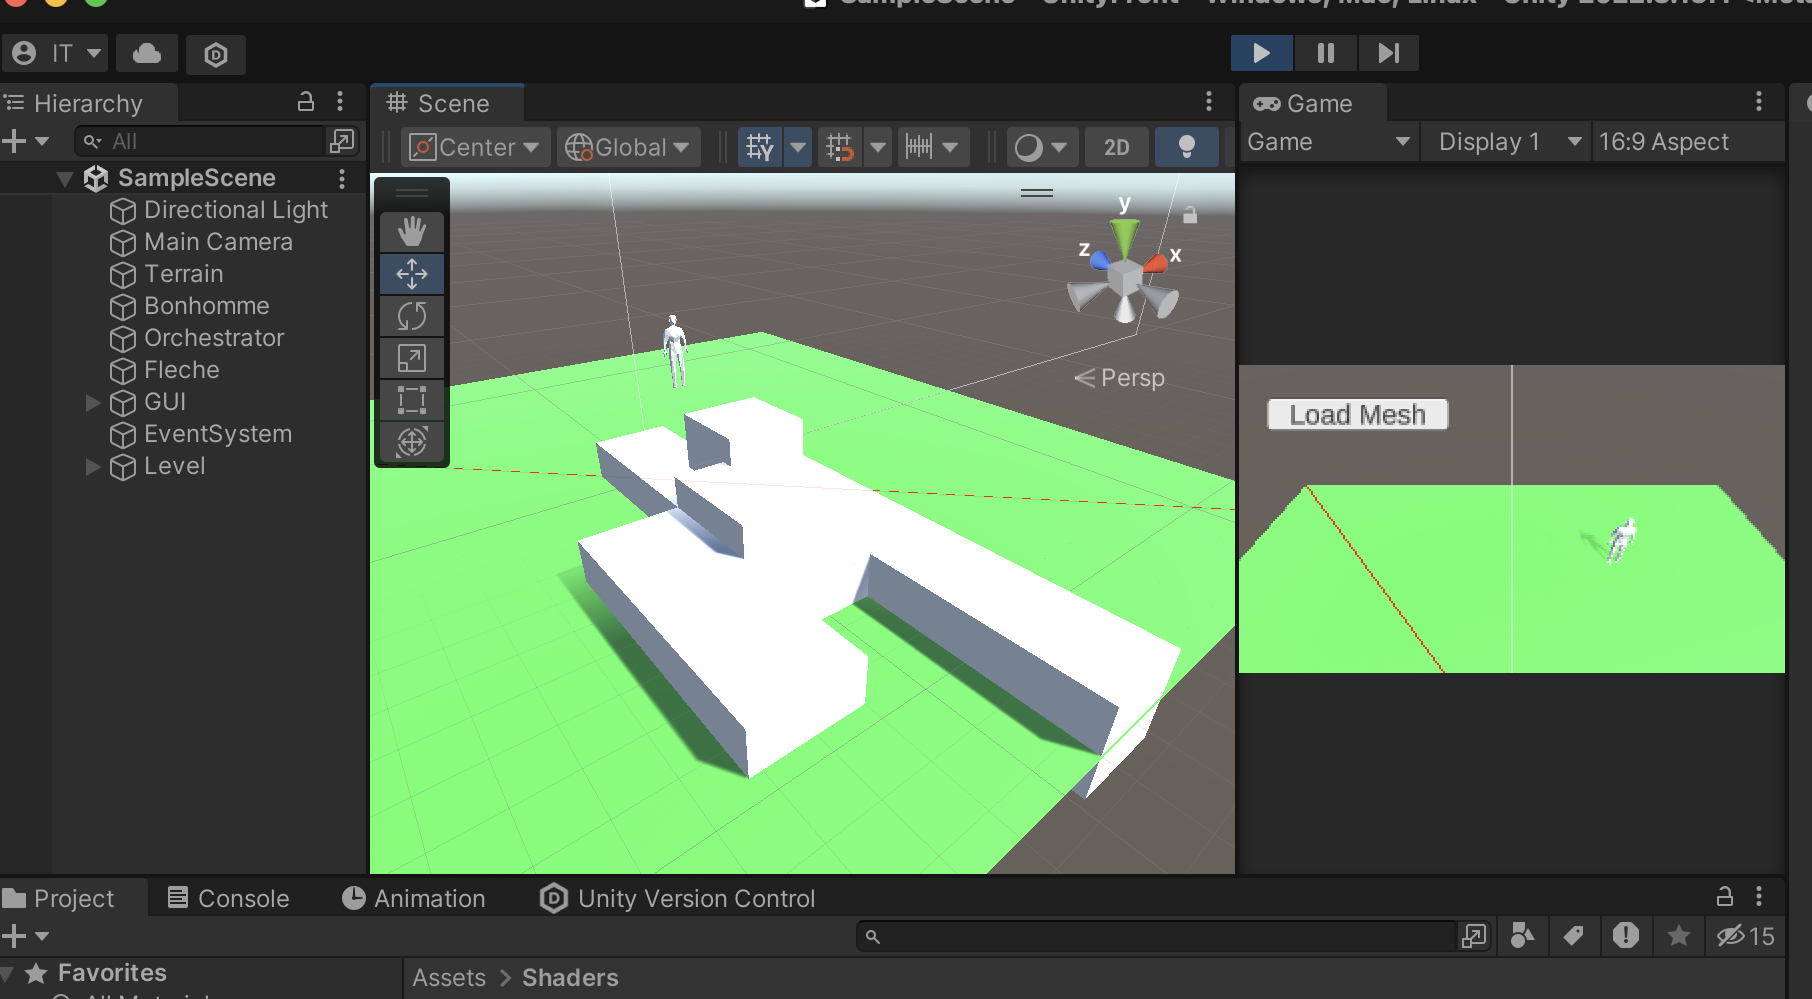 IT
Hierarchy
All
SampleScene
Directional Light
Main Camera
Terrain
Bonhomme
Orchestrator
Fleche
GUI
EventSystem
Level
Scene
Center
Global
2D
y
z
x
Persp
Game
Game
Display 1
16:9 Aspect
Load Mesh
Project
Console
Animation
Unity Version Control
15
Favorites
Assets > Shaders